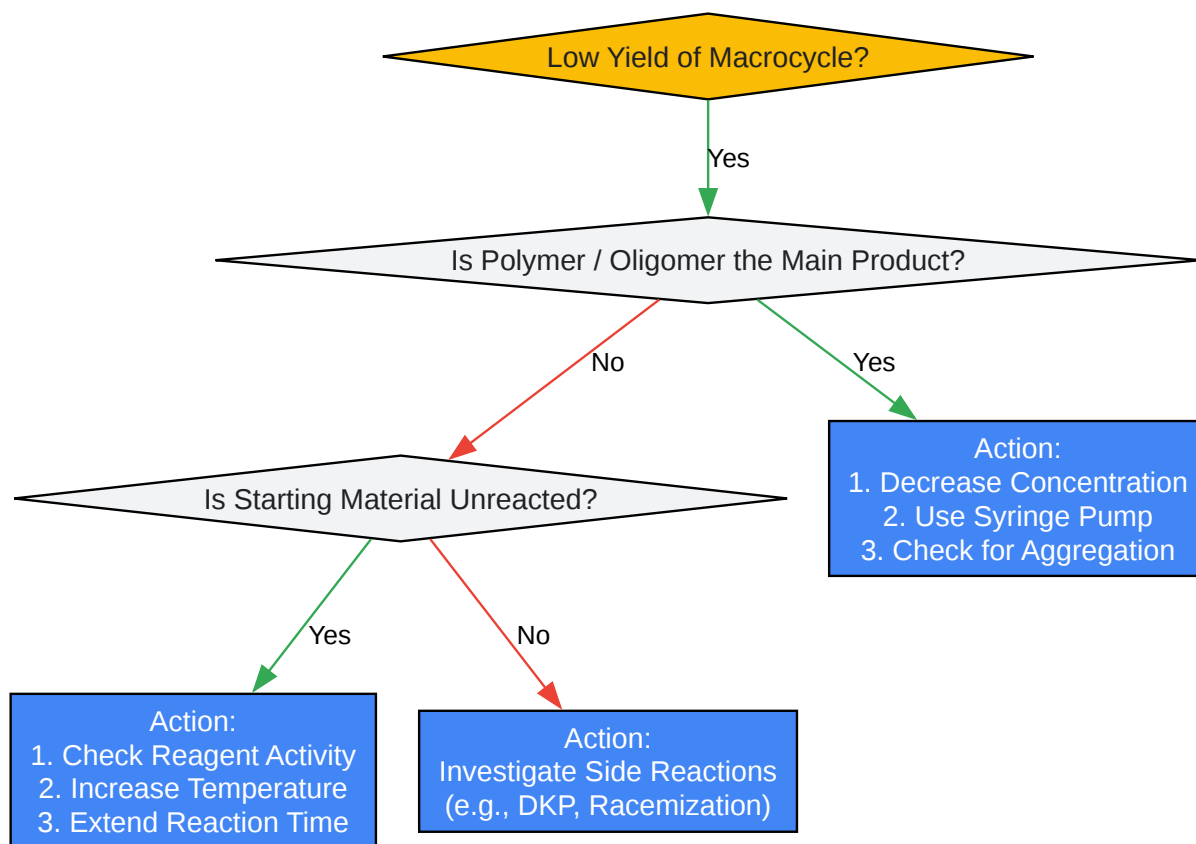 Low Yield of Macrocycle?
Yes
Is Polymer / Oligomer the Main Product?
No
Yes
Action:
1. Decrease Concentration
2. Use Syringe Pump
3. Check for Aggregation
Is Starting Material Unreacted?
Yes
No
Action:
1. Check Reagent Activity
2. Increase Temperature
3. Extend Reaction Time
Action:
Investigate Side Reactions
(e.g., DKP, Racemization)